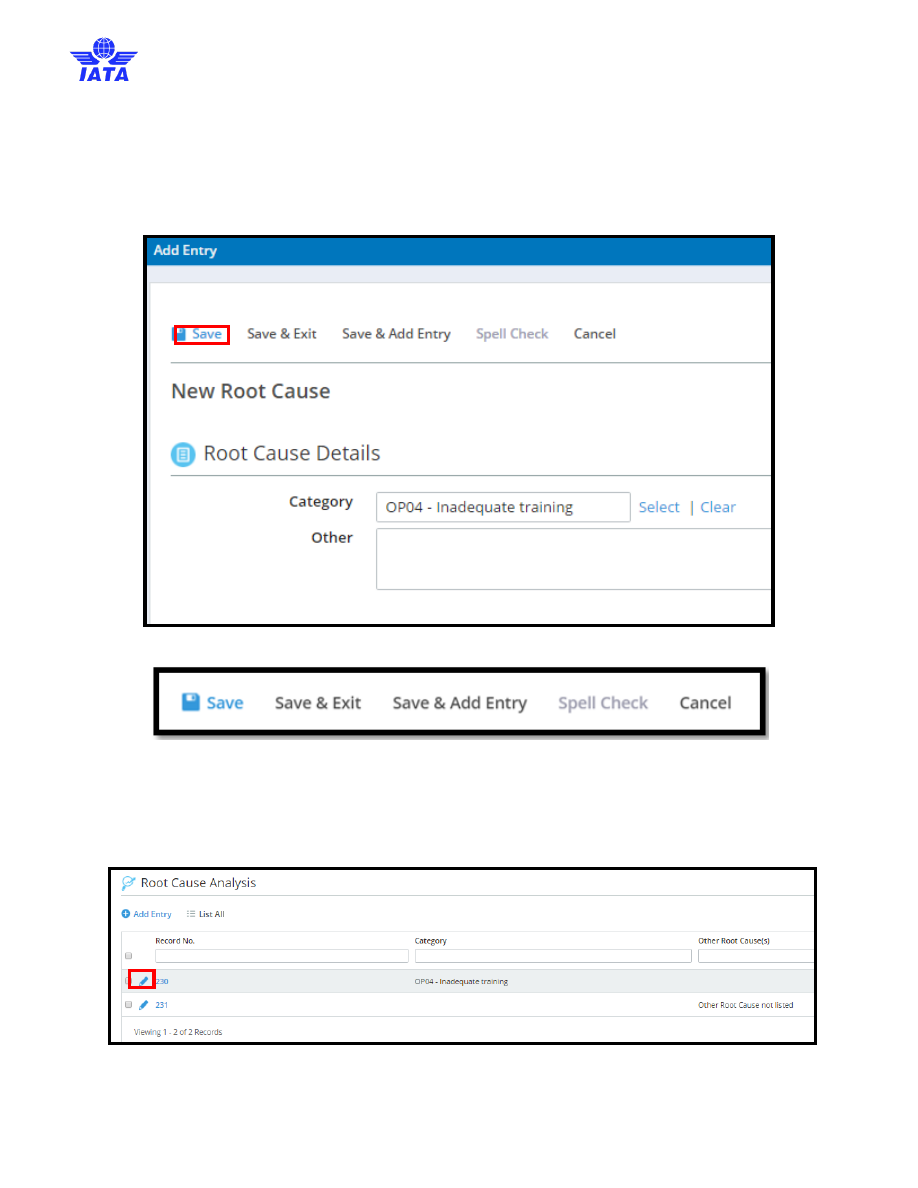 IATA
Add Entry
Save Save & Exit Save & Add Entry Spell Check Cancel
New Root Cause
Root Cause Details
Category OP04 - Inadequate training Select | Clear
Other
Save Save & Exit Save & Add Entry Spell Check Cancel
Root Cause Analysis
Add Entry List All
Record No. Category Other Root Cause(s)
230 OP04 - Inadequate training
231 Other Root Cause not listed
Viewing 1 - 2 of 2 Records